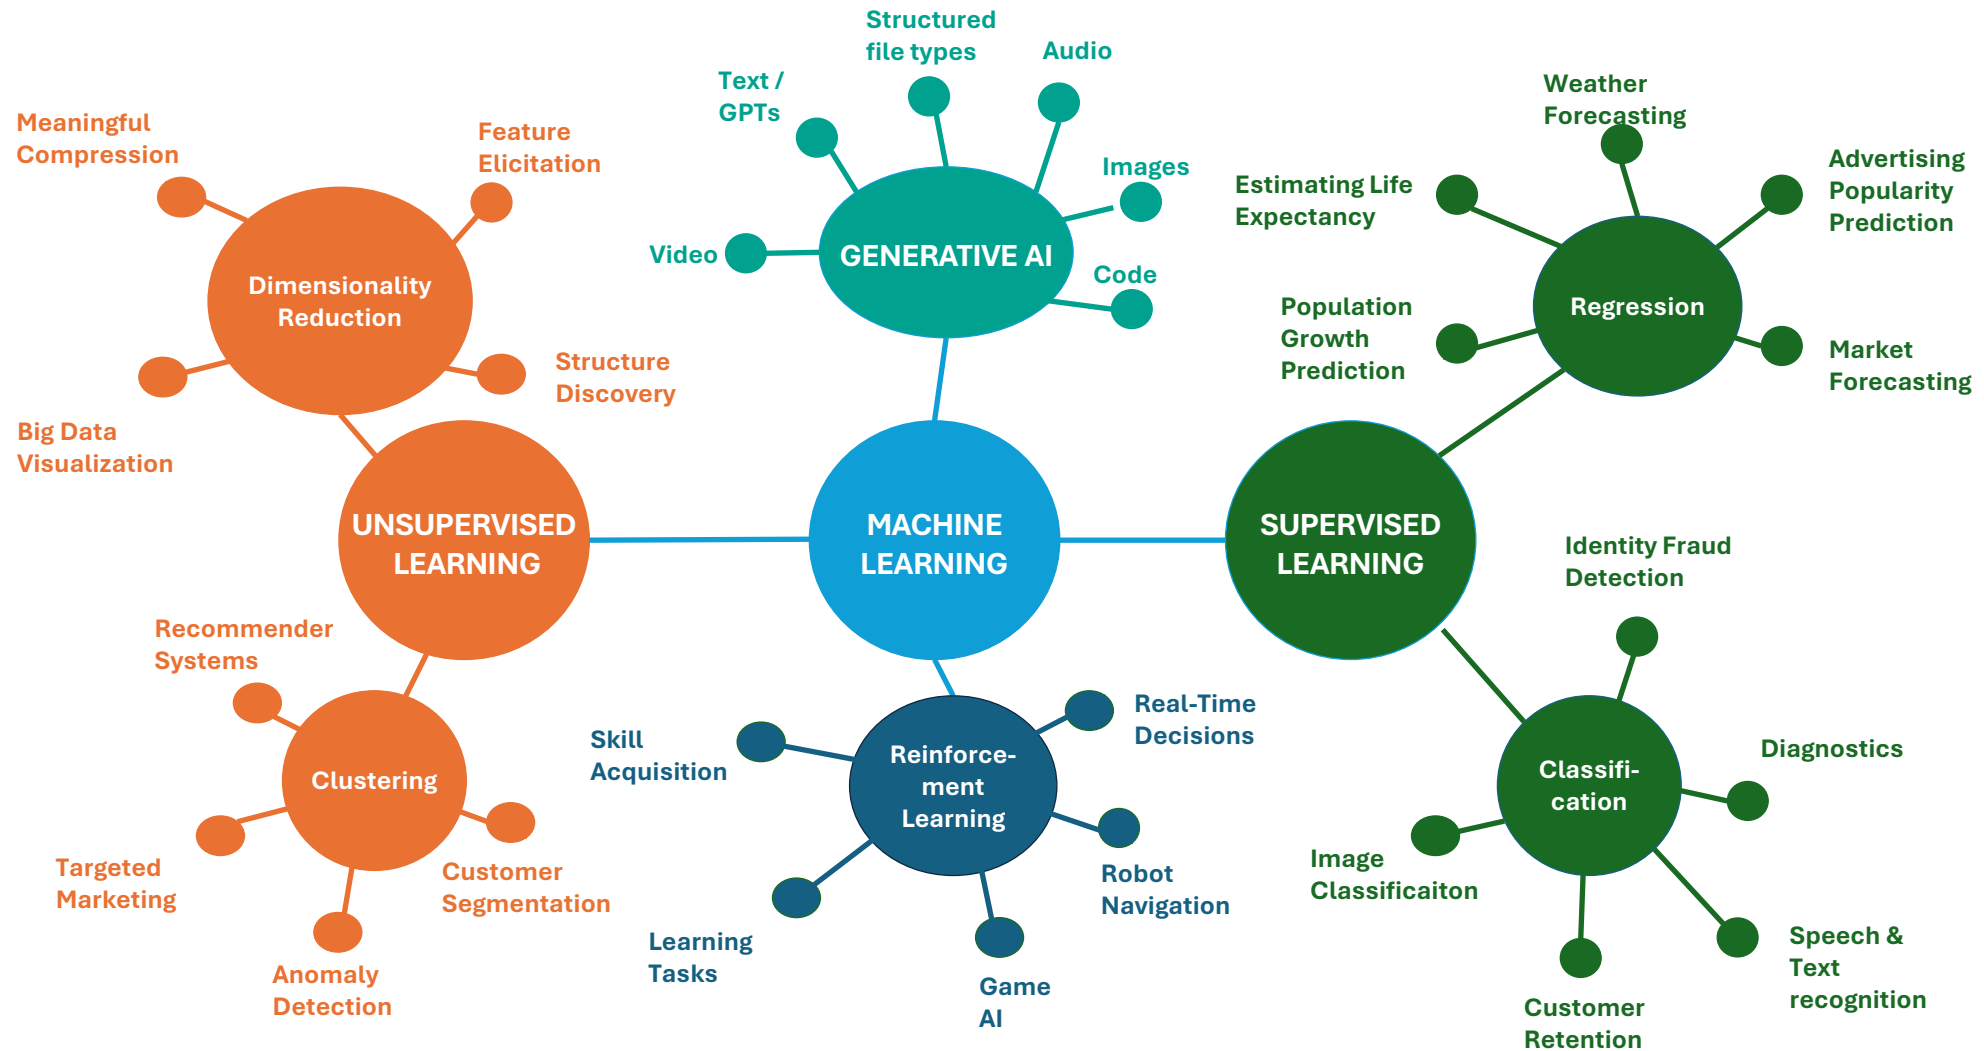 Structured
file types
Audio
Text /
GPTs
Images
Video
GENERATIVE AI
Code
Meaningful
Compression
Feature
Elicitation
Dimensionality
Reduction
Structure
Discovery
Big Data
Visualization
UNSUPERVISED
LEARNING
MACHINE
LEARNING
SUPERVISED
LEARNING
Weather
Forecasting
Estimating Life
Expectancy
Advertising
Popularity
Prediction
Regression
Population
Growth
Prediction
Market
Forecasting
Recommender
Systems
Clustering
Targeted
Marketing
Customer
Segmentation
Anomaly
Detection
Skill
Acquisition
Reinforce-
ment
Learning
Real-Time
Decisions
Robot
Navigation
Learning
Tasks
Game
AI
Identity Fraud
Detection
Classifi-
cation
Diagnostics
Image
Classificaiton
Speech &
Text
recognition
Customer
Retention